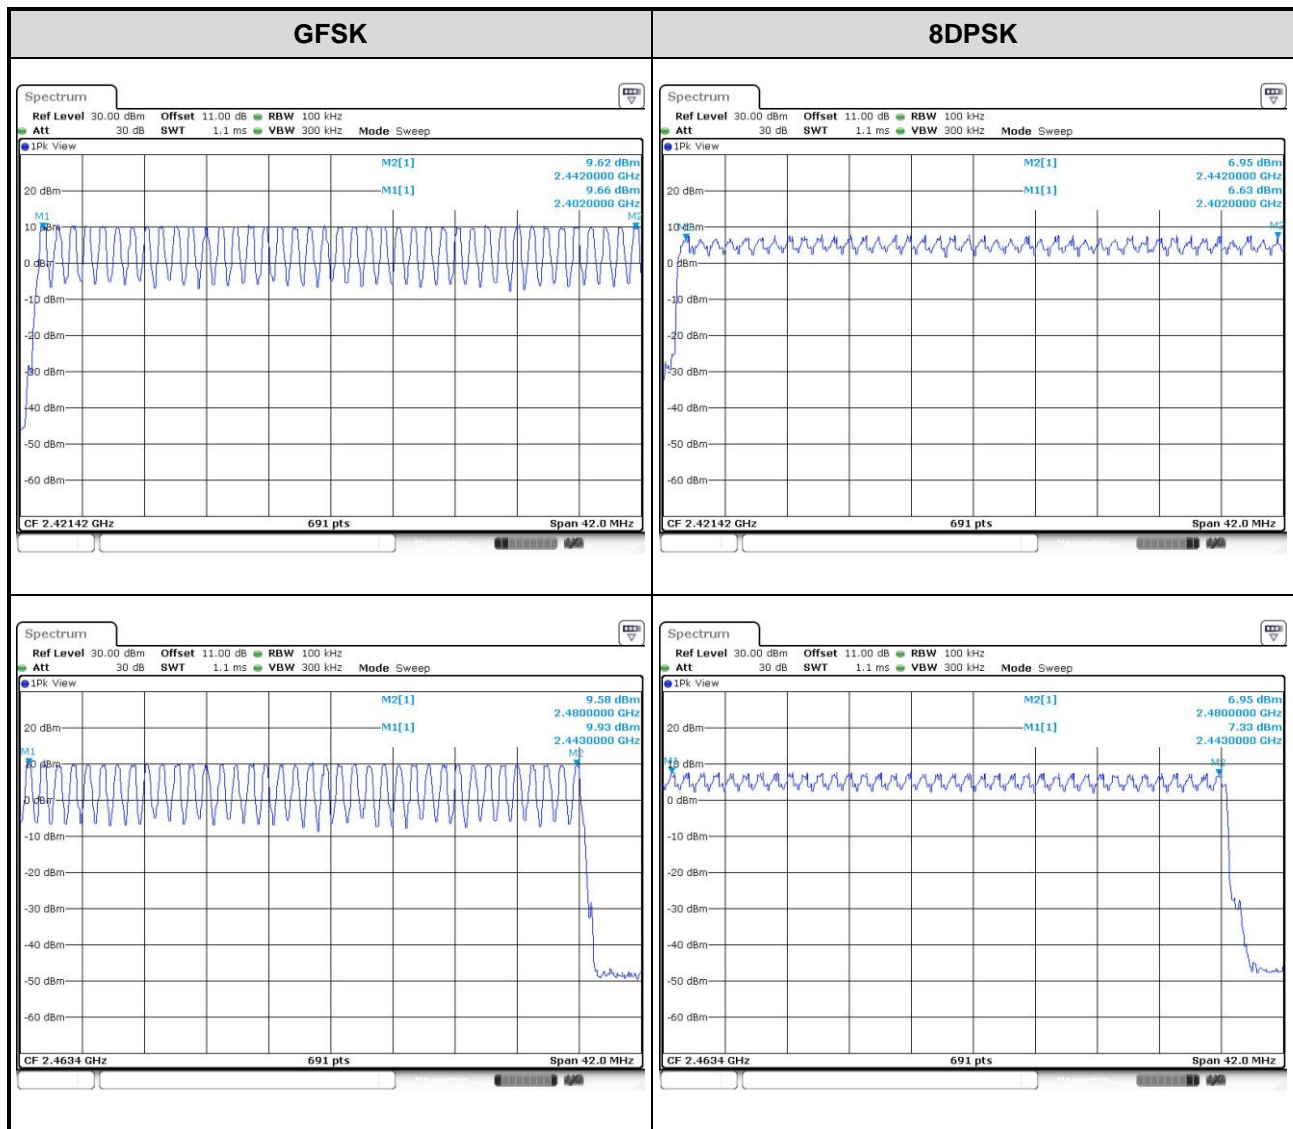 GFSK
8DPSK
Spectrum
Ref Level 30.00 dBm Offset 11.00 dB RBW 100 kHz
Att 30 dB SWT 1.1 ms VBW 300 kHz Mode Sweep
1Pk View
M2[1] 9.62 dBm
2.4420000 GHz
M1[1] 9.66 dBm
2.4020000 GHz
20 dBm
M1
M2
10 dBm
0 dBm
-10 dBm
-20 dBm
-30 dBm
-40 dBm
-50 dBm
-60 dBm
CF 2.42142 GHz 691 pts Span 42.0 MHz
Spectrum
Ref Level 30.00 dBm Offset 11.00 dB RBW 100 kHz
Att 30 dB SWT 1.1 ms VBW 300 kHz Mode Sweep
1Pk View
M2[1] 6.95 dBm
2.4420000 GHz
M1[1] 6.63 dBm
2.4020000 GHz
20 dBm
10 dBm
M2
0 dBm
-10 dBm
-20 dBm
-30 dBm
-40 dBm
-50 dBm
-60 dBm
CF 2.42142 GHz 691 pts Span 42.0 MHz
Spectrum
Ref Level 30.00 dBm Offset 11.00 dB RBW 100 kHz
Att 30 dB SWT 1.1 ms VBW 300 kHz Mode Sweep
1Pk View
M2[1] 9.58 dBm
2.4800000 GHz
M1[1] 9.93 dBm
2.4430000 GHz
20 dBm
M1
M2
10 dBm
0 dBm
-10 dBm
-20 dBm
-30 dBm
-40 dBm
-50 dBm
-60 dBm
CF 2.4634 GHz 691 pts Span 42.0 MHz
Spectrum
Ref Level 30.00 dBm Offset 11.00 dB RBW 100 kHz
Att 30 dB SWT 1.1 ms VBW 300 kHz Mode Sweep
1Pk View
M2[1] 6.95 dBm
2.4800000 GHz
M1[1] 7.33 dBm
2.4430000 GHz
20 dBm
10 dBm
M2
0 dBm
-10 dBm
-20 dBm
-30 dBm
-40 dBm
-50 dBm
-60 dBm
CF 2.4634 GHz 691 pts Span 42.0 MHz